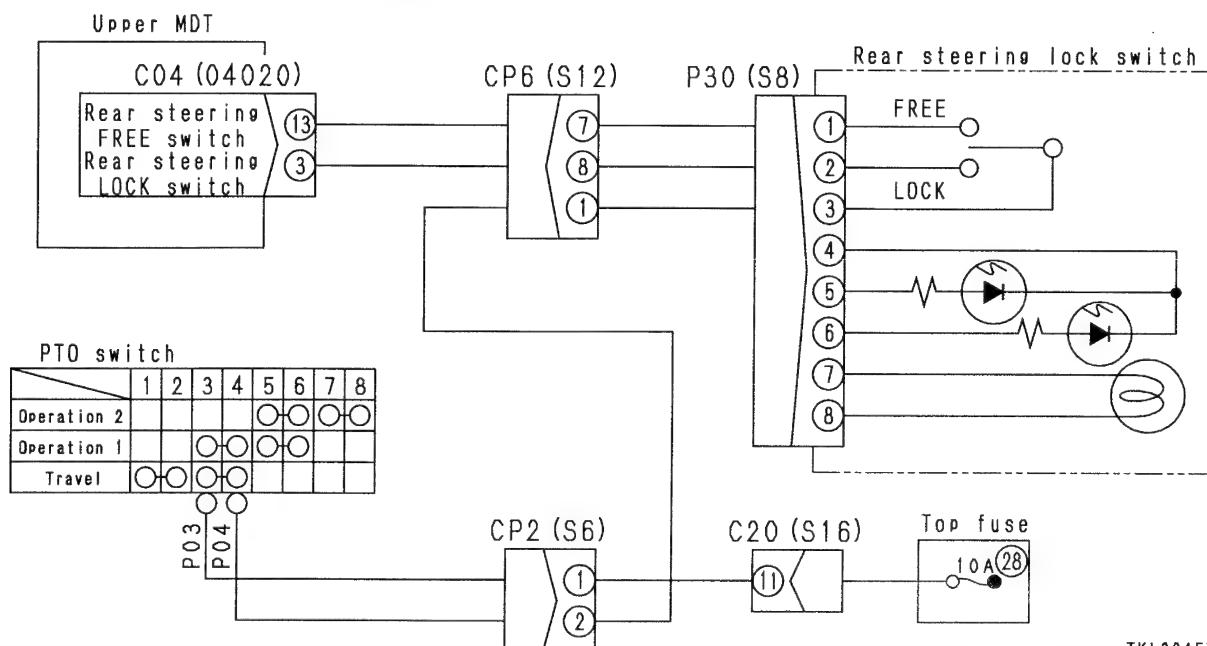 Upper MDT
C04 (04020)
Rear steering
FREE switch
Rear steering
LOCK switch
13
3
CP6 (S12)
7
8
1
P30 (S8)
1
2
3
4
5
6
7
8
Rear steering lock switch
FREE
LOCK
PTO switch
1 2 3 4 5 6 7 8
Operation 2
Operation 1
Travel
P03
P04
CP2 (S6)
1
2
C20 (S16)
11
Top fuse
10A 28